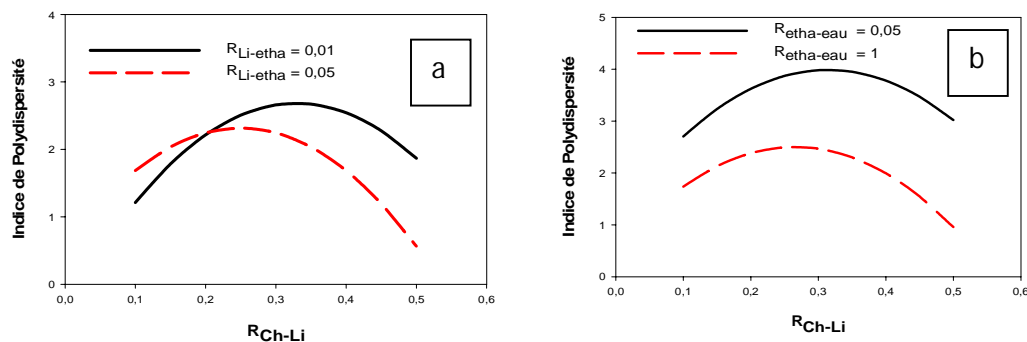 Indice de Polydispersité
4
3
2
1
0
R Li-etha = 0,01
R Li-etha = 0,05
a
0,0 0,1 0,2 0,3 0,4 0,5 0,6
R Ch-Li
Indice de Polydispersité
5
4
3
2
1
0
R etha-eau = 0,05
R etha-eau = 1
b
0,0 0,1 0,2 0,3 0,4 0,5 0,6
R Ch-Li